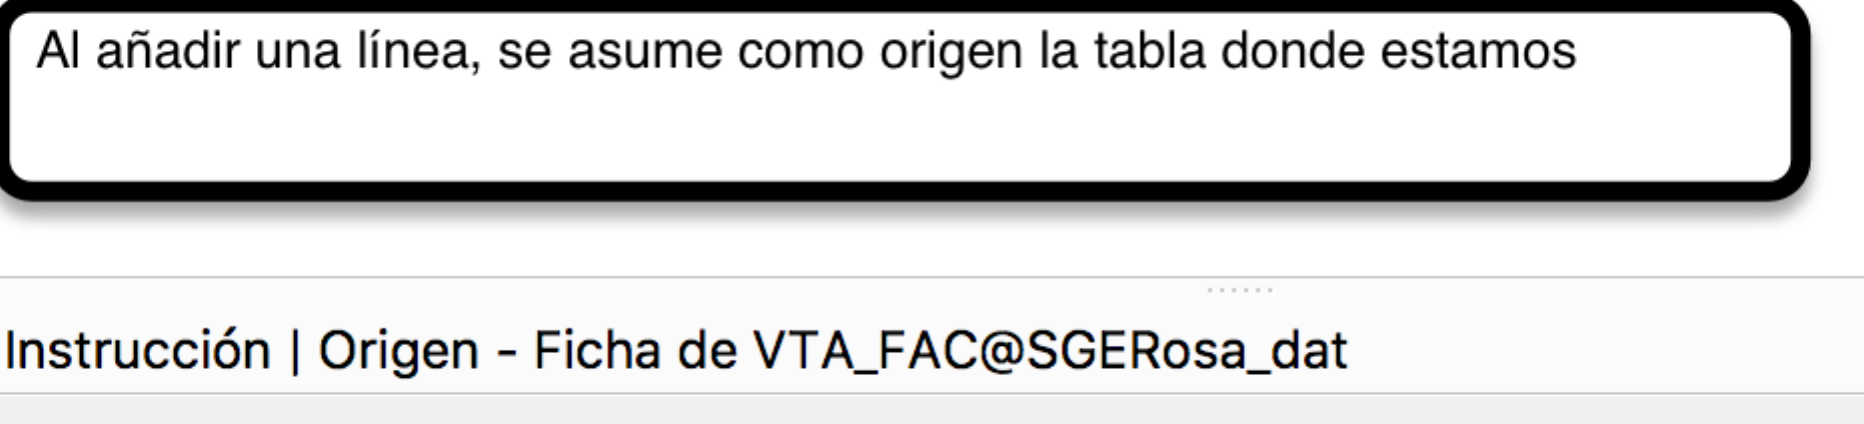 Al añadir una línea, se asume como origen la tabla donde estamos
Instrucción | Origen - Ficha de VTA_FAC@SGERosa_dat